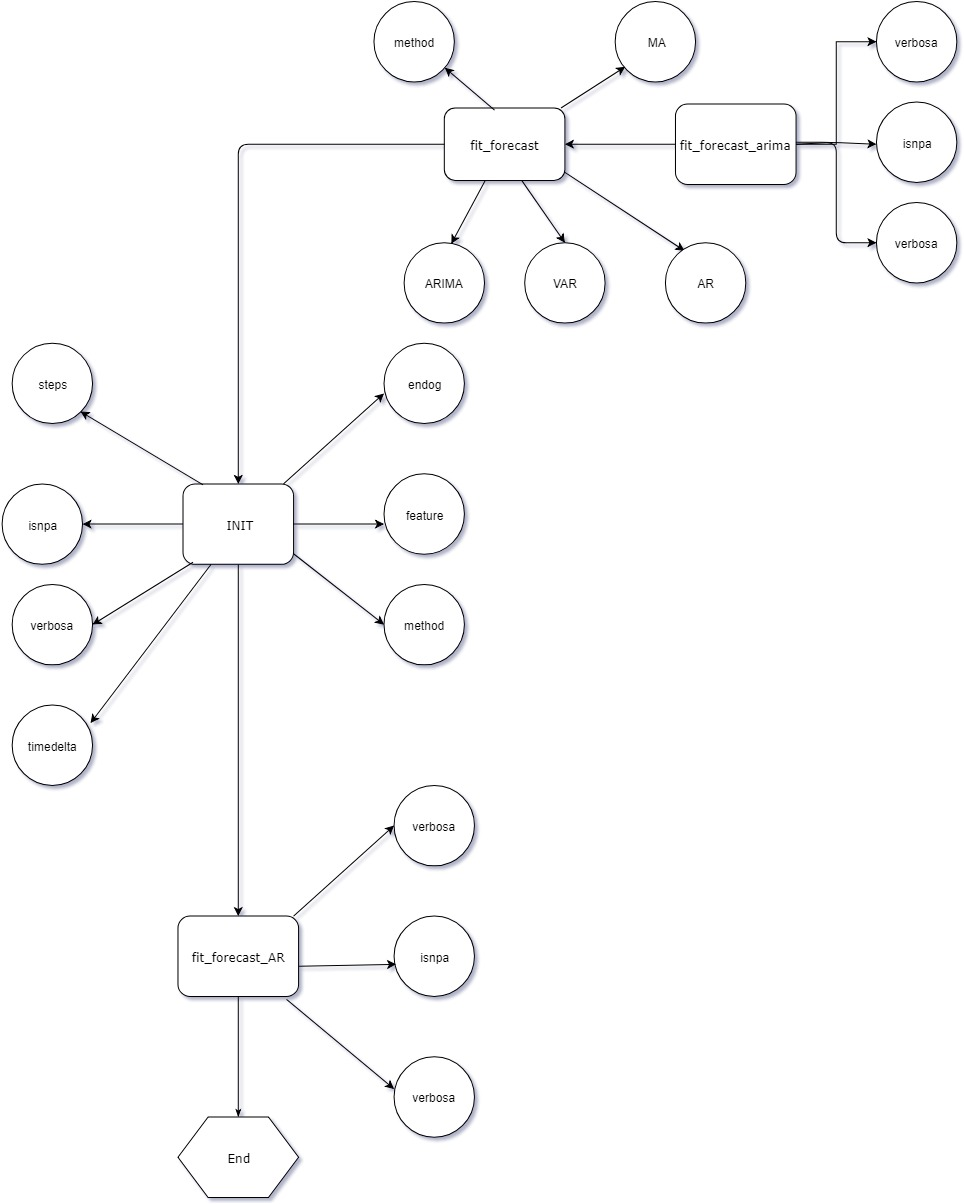 method
MA
verbosa
fit_forecast
fit_forecast_arima
isnpa
verbosa
ARIMA
VAR
AR
steps
endog
isnpa
INIT
feature
verbosa
method
timedelta
verbosa
fit_forecast_AR
isnpa
verbosa
End